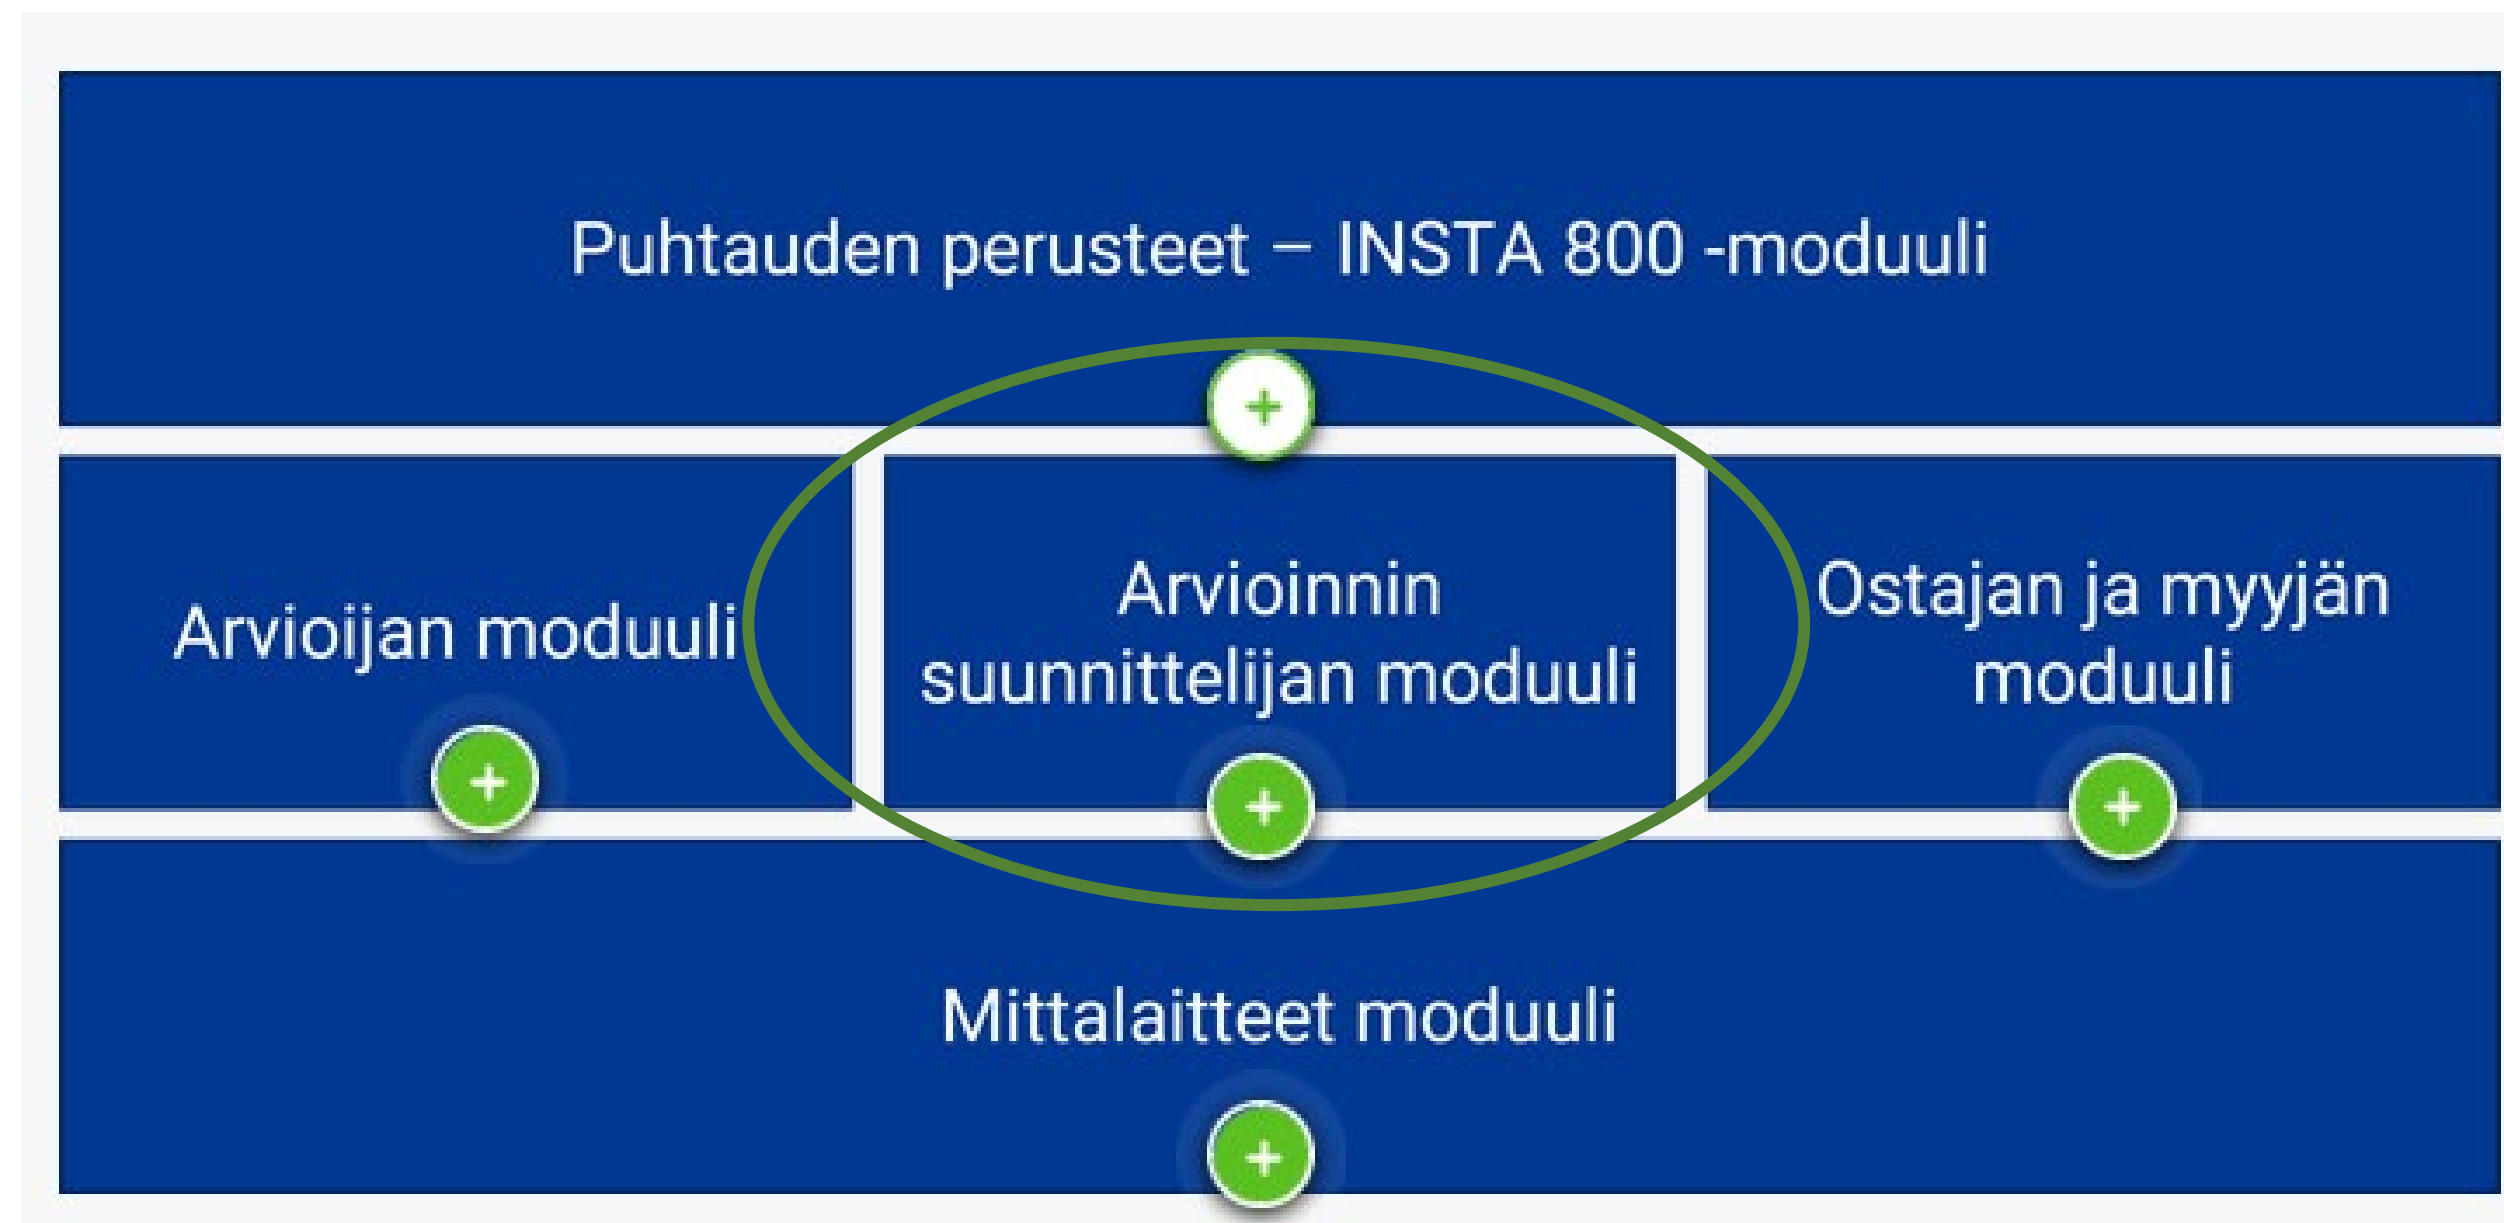 Puhtauden perusteet – INSTA 800 -moduuli
Arvioijan moduuli
Arvioinnin
suunnittelijan moduuli
Ostajan ja myyjän
moduuli
Mittalaitteet moduuli